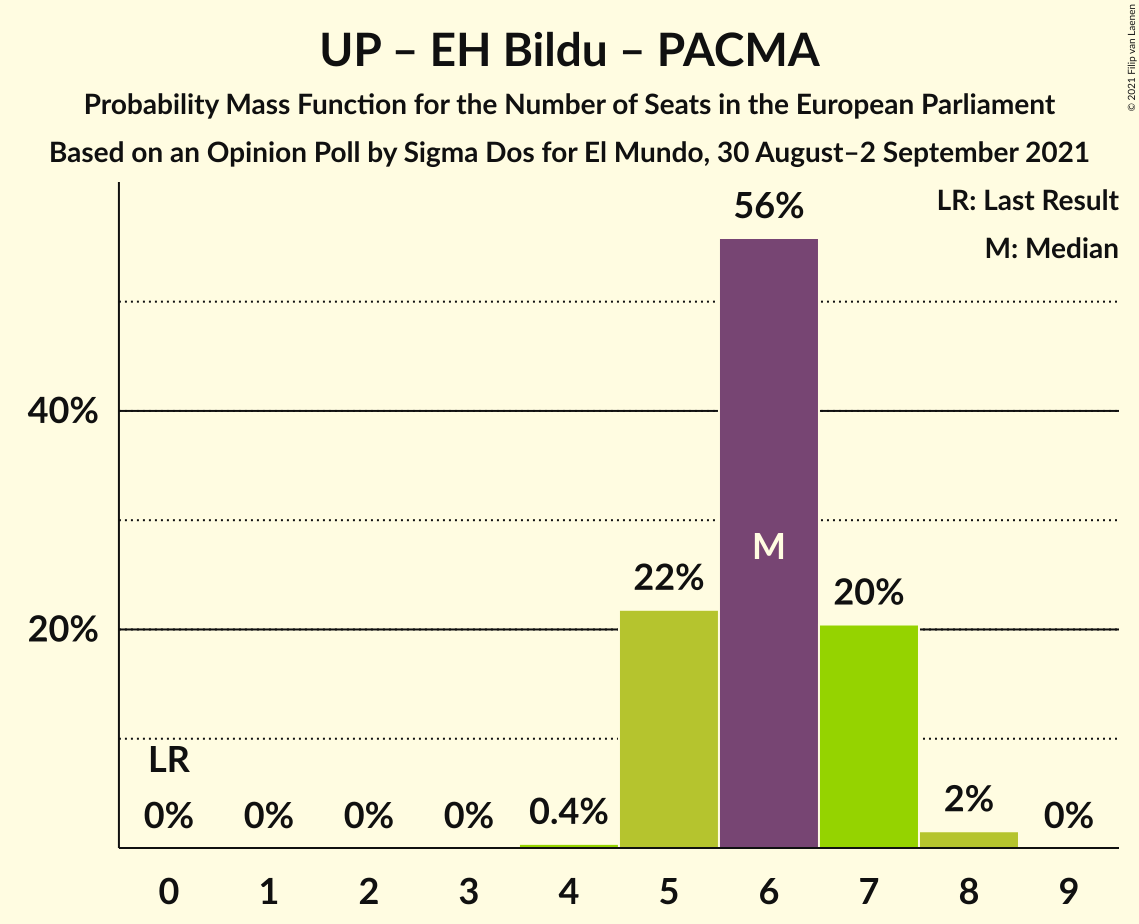 UP – EH Bildu – PACMA
Probability Mass Function for the Number of Seats in the European Parliament
Based on an Opinion Poll by Sigma Dos for El Mundo, 30 August–2 September 2021
© 2021 Filip van Laenen
LR: Last Result
M: Median
56%
40%
M
22%
20%
20%
LR
0%
0%
0%
0%
0.4%
2%
0%
0
1
2
3
4
5
6
7
8
9